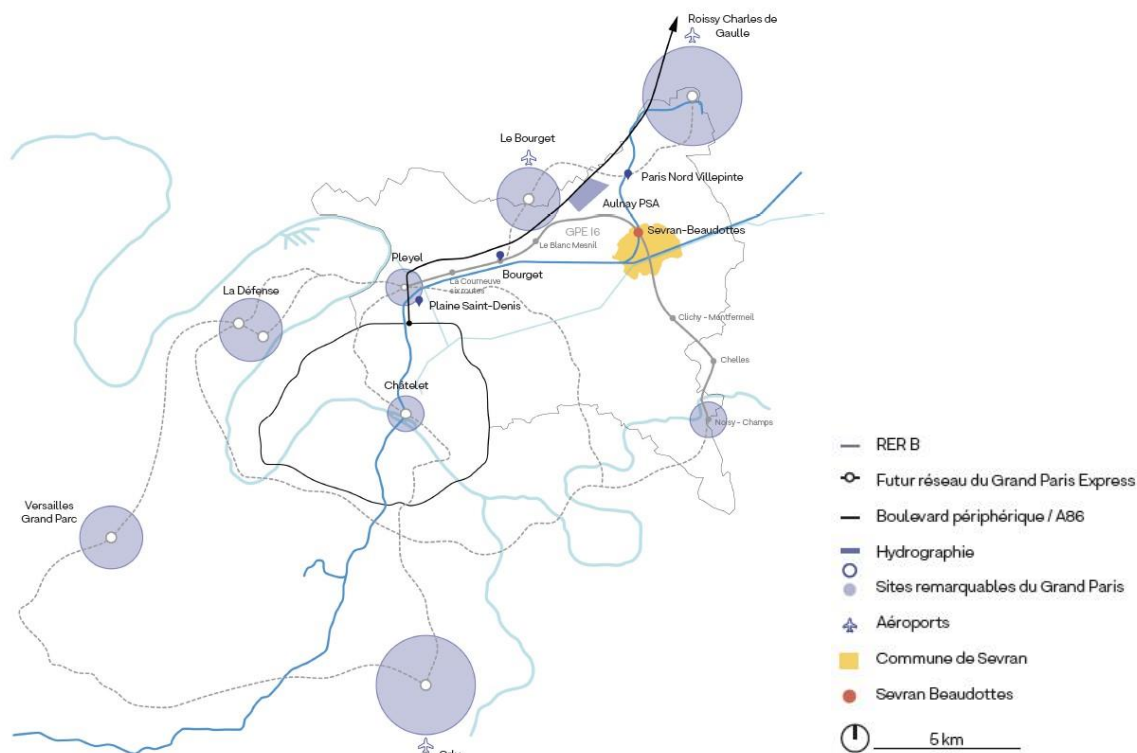 Roissy Charles de
Gaulle
Le Bourget
Paris Nord Villepinte
Aulnay PSA
GPE l6
Sevran-Beaudottes
Le Blanc Mesnil
Pleyel
La Courneuve
six routes
Bourget
La Défense
Plaine Saint-Denis
Clichy - Montfermeil
Chelles
Châtelet
Noisy - Champs
Versailles
Grand Parc
RER B
Futur réseau du Grand Paris Express
Boulevard périphérique / A86
Hydrographie
Sites remarquables du Grand Paris
Aéroports
Commune de Sevran
Sevran Beaudottes
5 km